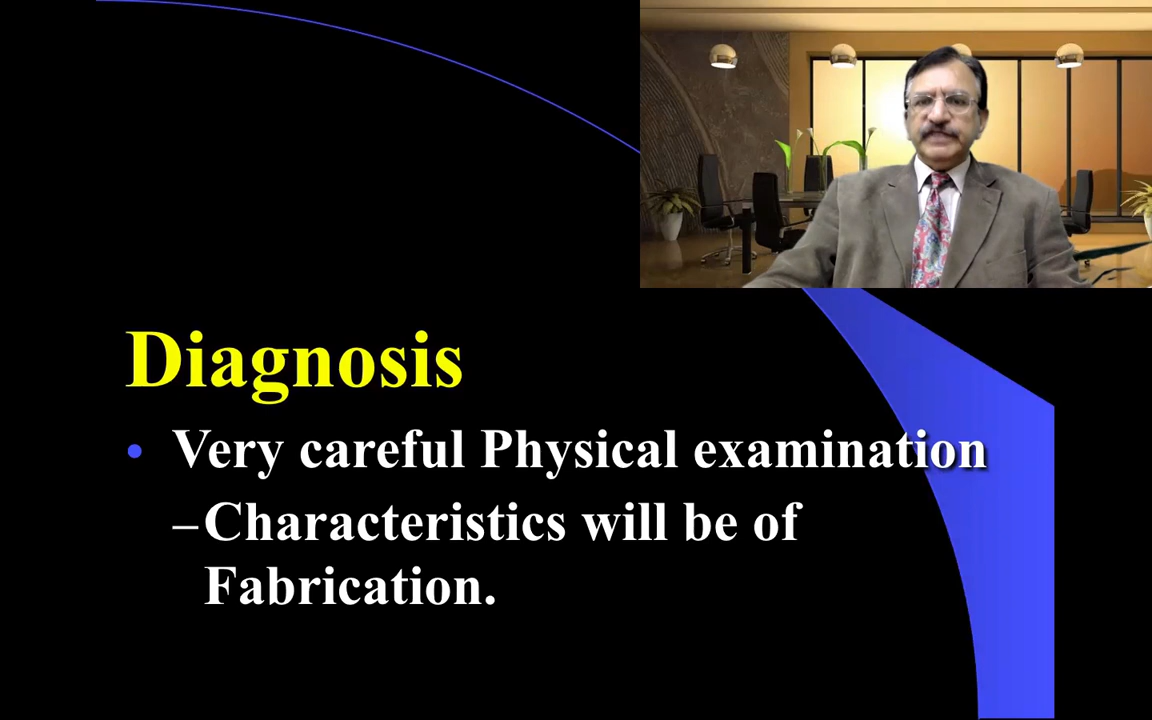 Diagnosis
• Very careful Physical examination
–Characteristics will be of
Fabrication.